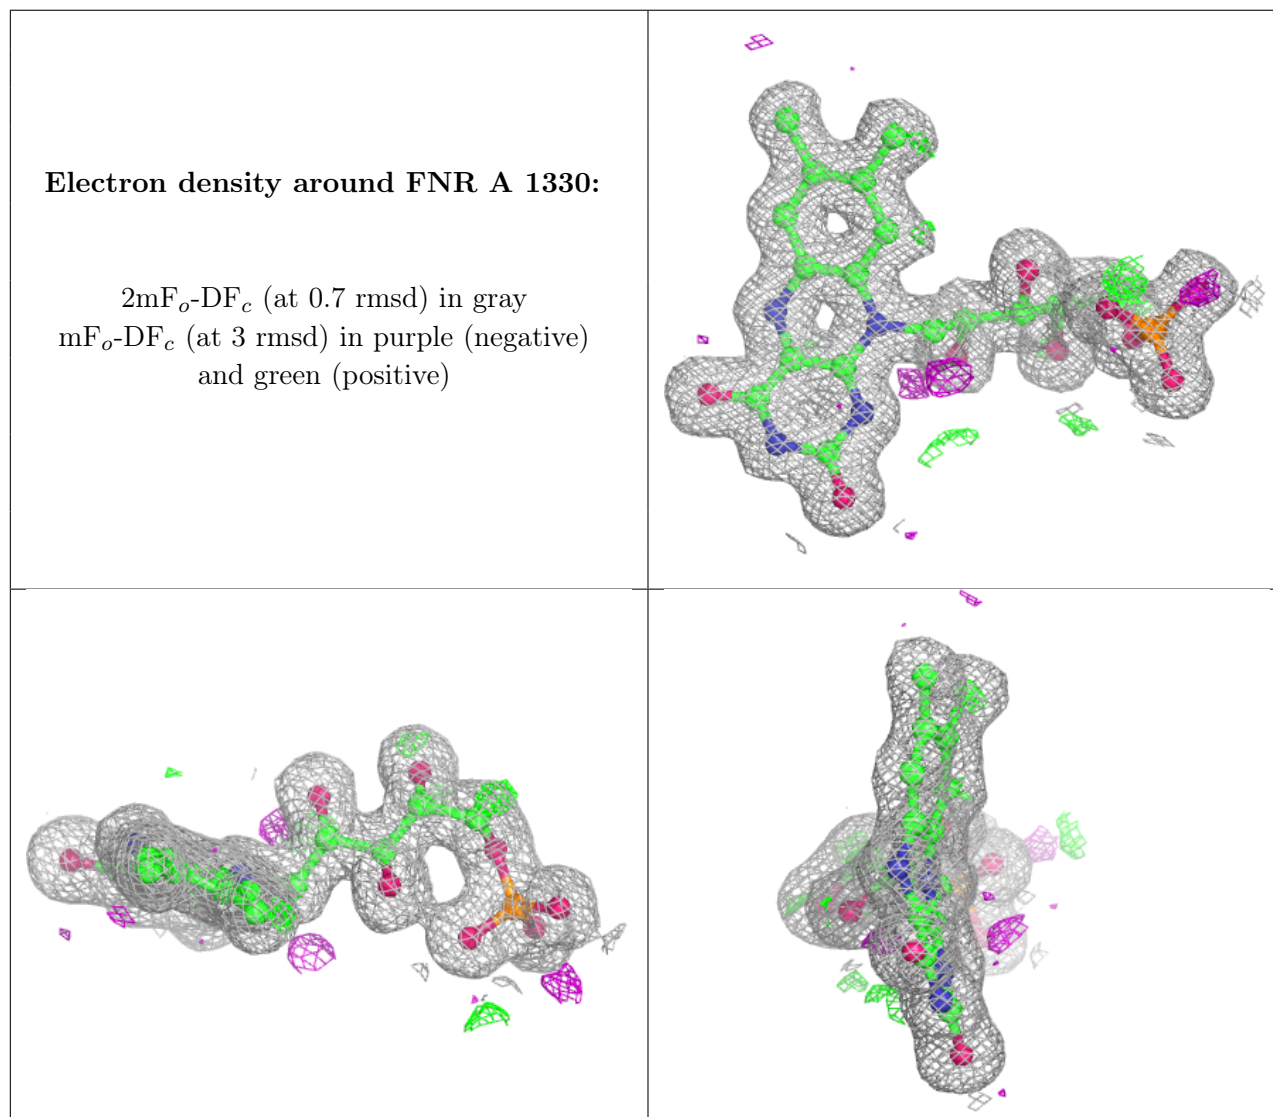 Electron density around FNR A 1330:
2mFo-DFc (at 0.7 rmsd) in gray
mFo-DFc (at 3 rmsd) in purple (negative)
and green (positive)